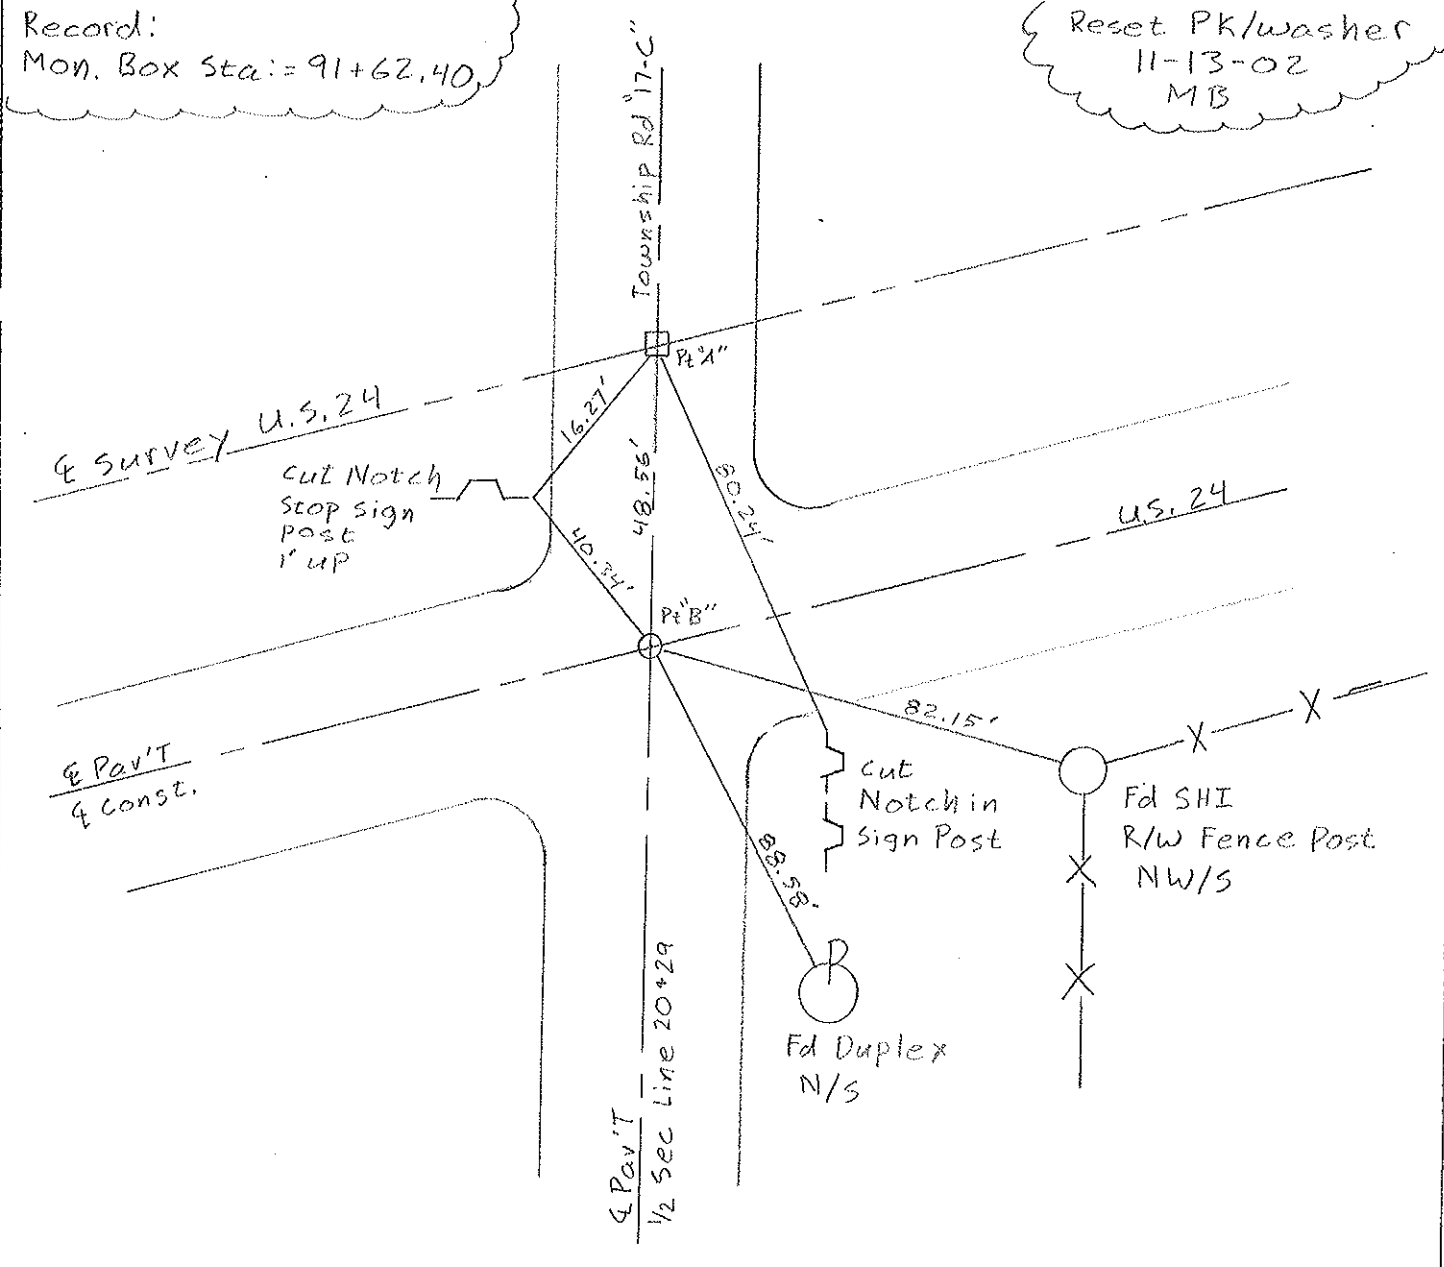 Record:
Mon. Box Sta:= 91+62.40
Reset PK/washer
11-13-02
MB
Township Rd "17-C"
Pt "A"
℄ Survey U.S. 24
16.27'
48.56'
80.24'
Cut Notch
Stop Sign
Post
1' up
40.34'
U.S. 24
Pt "B"
82.15'
℄ Pav'T
℄ Const.
Cut
Notch in
Sign Post
Fd SHI
R/W Fence Post
NW/S
88.58'
P
Fd Duplex
N/S
℄ Pav'T
1/2 Sec Line 20+29